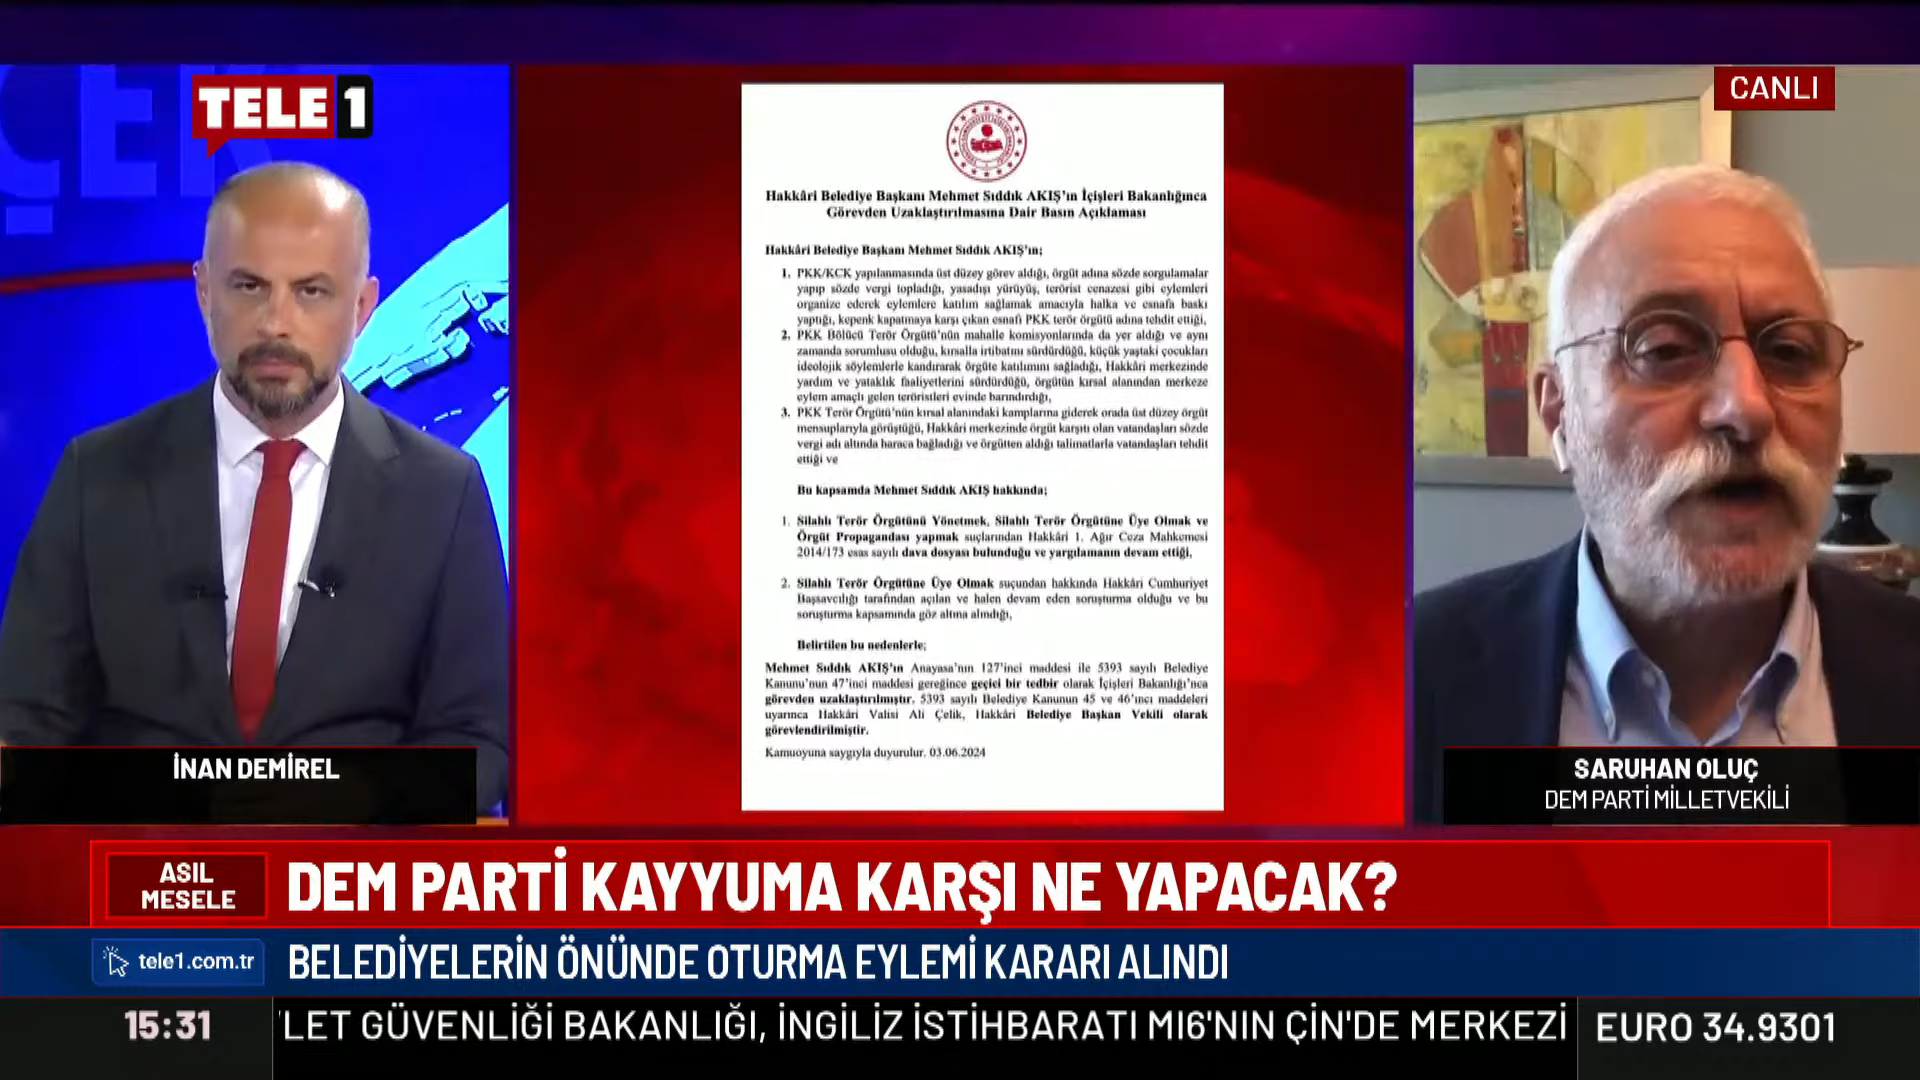 TELE 1
CANLI
Hakkâri Belediye Başkanı Mehmet Sıddık AKIŞ'ın İçişleri Bakanlığınca
Görevden Uzaklaştırılmasına Dair Basın Açıklaması
Hakkâri Belediye Başkanı Mehmet Sıddık AKIŞ'ın;
1. PKK/KCK yapılanmasında üst düzey görev aldığı, örgüt adına sözde sorgulamalar
yapıp sözde vergi topladığı, yasadışı yürüyüş, terörist cenazesi gibi eylemleri
organize ederek eylemlere katılım sağlamak amacıyla halka ve esnafa baskı
yaptığı, kepenk kapatmaya karşı çıkan esnafı PKK terör örgütü adına tehdit ettiği,
2. PKK Bölücü Terör Örgütü'nün mahalle komisyonlarında da yer aldığı ve aynı
zamanda sorumlusu olduğu, kırsalla irtibatını sürdürdüğü, küçük yaştaki çocukları
ideolojik söylemlerle kandırarak örgüte katılımını sağladığı, Hakkâri merkezinde
yardım ve yataklık faaliyetlerini sürdürdüğü, örgütün kırsal alanından merkeze
eylem amaçlı gelen teröristleri evinde barındırdığı,
3. PKK Terör Örgütü'nün kırsal alanındaki kamplarına giderek orada üst düzey örgüt
mensuplarıyla görüştüğü, Hakkâri merkezinde örgüt karşıtı olan vatandaşları sözde
vergi adı altında haraca bağladığı ve örgütten aldığı talimatlarla vatandaşları tehdit
ettiği ve
Bu kapsamda Mehmet Sıddık AKIŞ hakkında;
1. Silahlı Terör Örgütünü Yönetmek, Silahlı Terör Örgütüne Üye Olmak ve
Örgüt Propagandası yapmak suçlarından Hakkâri 1. Ağır Ceza Mahkemesi
2014/173 esas sayılı dava dosyası bulunduğu ve yargılamanın devam ettiği,
2. Silahlı Terör Örgütüne Üye Olmak suçundan hakkında Hakkâri Cumhuriyet
Başsavcılığı tarafından açılan ve halen devam eden soruşturma olduğu ve bu
soruşturma kapsamında göz altına alındığı,
Belirtilen bu nedenlerle;
Mehmet Sıddık AKIŞ'ın Anayasa'nın 127'inci maddesi ile 5393 sayılı Belediye
Kanunu'nun 47'inci maddesi gereğince geçici bir tedbir olarak İçişleri Bakanlığı'nca
görevden uzaklaştırılmıştır. 5393 sayılı Belediye Kanunun 45 ve 46'ıncı maddeleri
uyarınca Hakkâri Valisi Ali Çelik, Hakkâri Belediye Başkan Vekili olarak
görevlendirilmiştir.
Kamuoyuna saygıyla duyurulur. 03.06.2024
İNAN DEMİREL
SARUHAN OLUÇ
DEM PARTİ MİLLETVEKİLİ
ASIL
MESELE
DEM PARTİ KAYYUMA KARŞI NE YAPACAK?
tele1.com.tr
BELEDİYELERİN ÖNÜNDE OTURMA EYLEMİ KARARI ALINDI
15:31
LET GÜVENLİĞİ BAKANLIĞI, İNGİLİZ İSTİHBARATI MI6'NIN ÇİN'DE MERKEZİ
EURO 34.9301